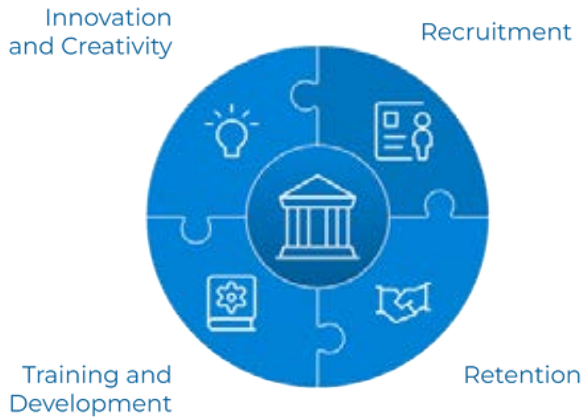 Innovation
and Creativity
Recruitment
Training and
Development
Retention